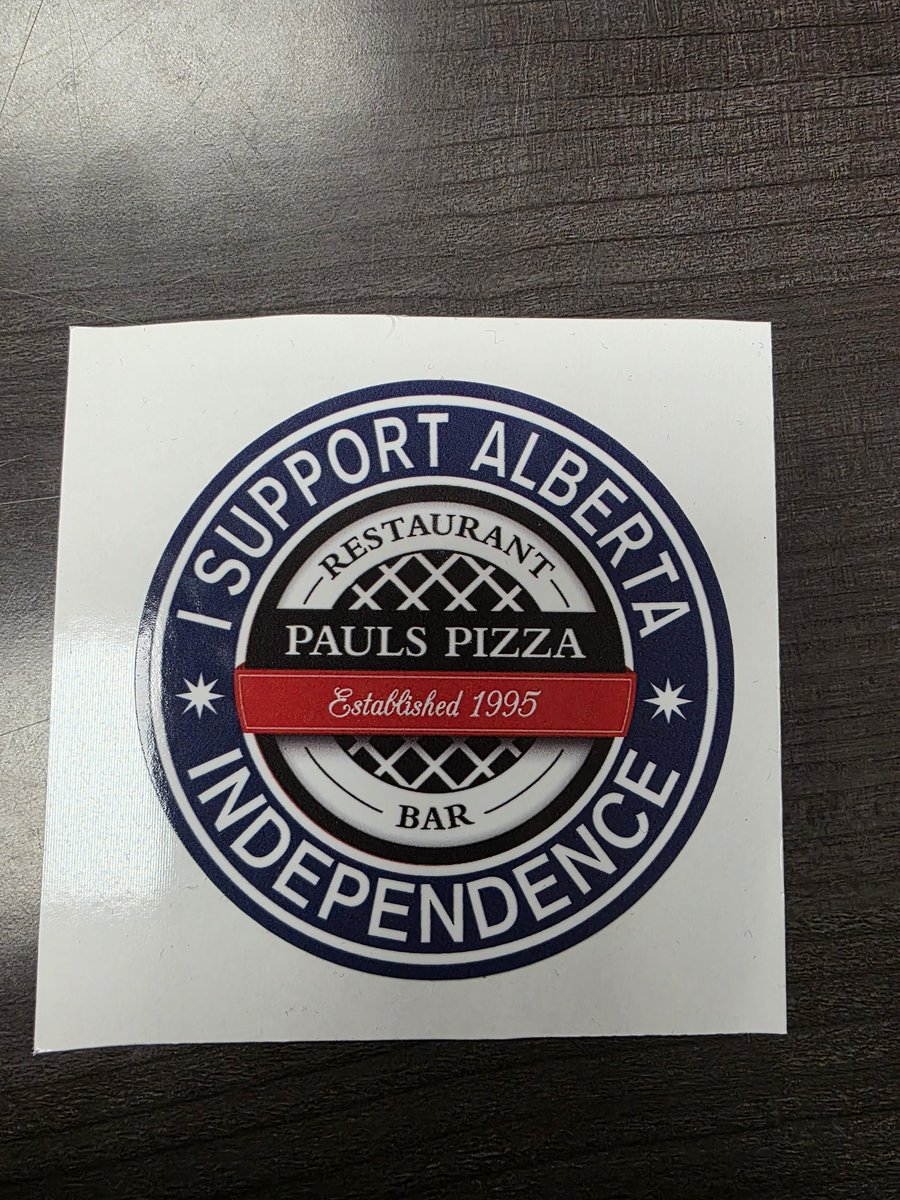 I SUPPORT ALBERTA
RESTAURANT
PAULS PIZZA
Established 1995
BAR
INDEPENDENCE